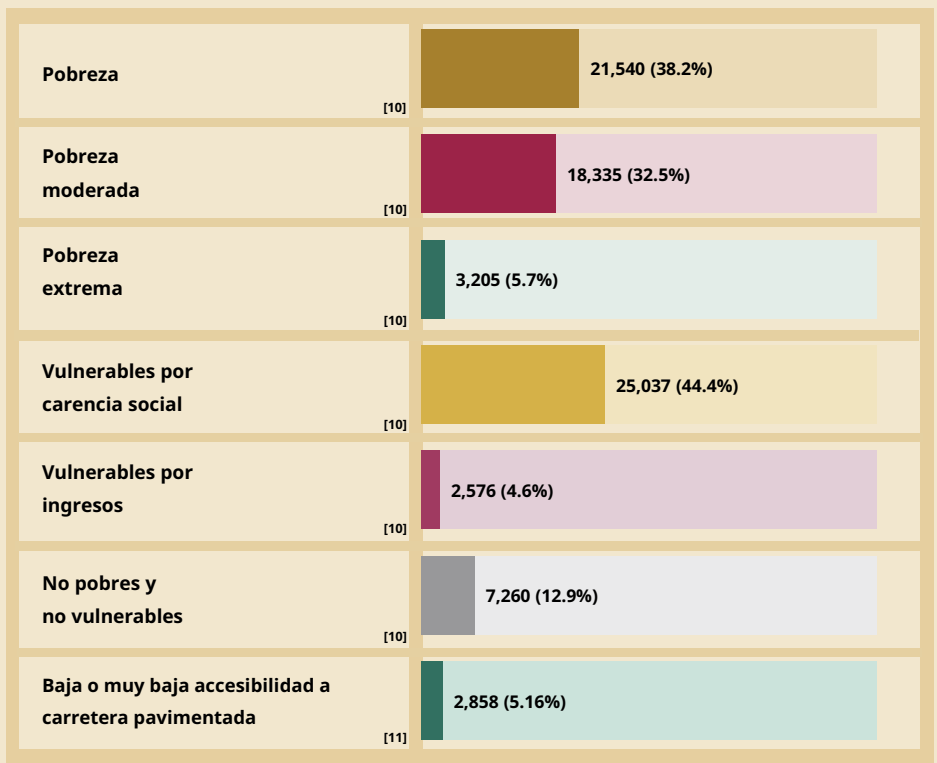 Pobreza
[10]
21,540 (38.2%)
Pobreza
moderada
[10]
18,335 (32.5%)
Pobreza
extrema
[10]
3,205 (5.7%)
Vulnerables por
carencia social
[10]
25,037 (44.4%)
Vulnerables por
ingresos
[10]
2,576 (4.6%)
No pobres y
no vulnerables
[10]
7,260 (12.9%)
Baja o muy baja accesibilidad a
carretera pavimentada
[11]
2,858 (5.16%)